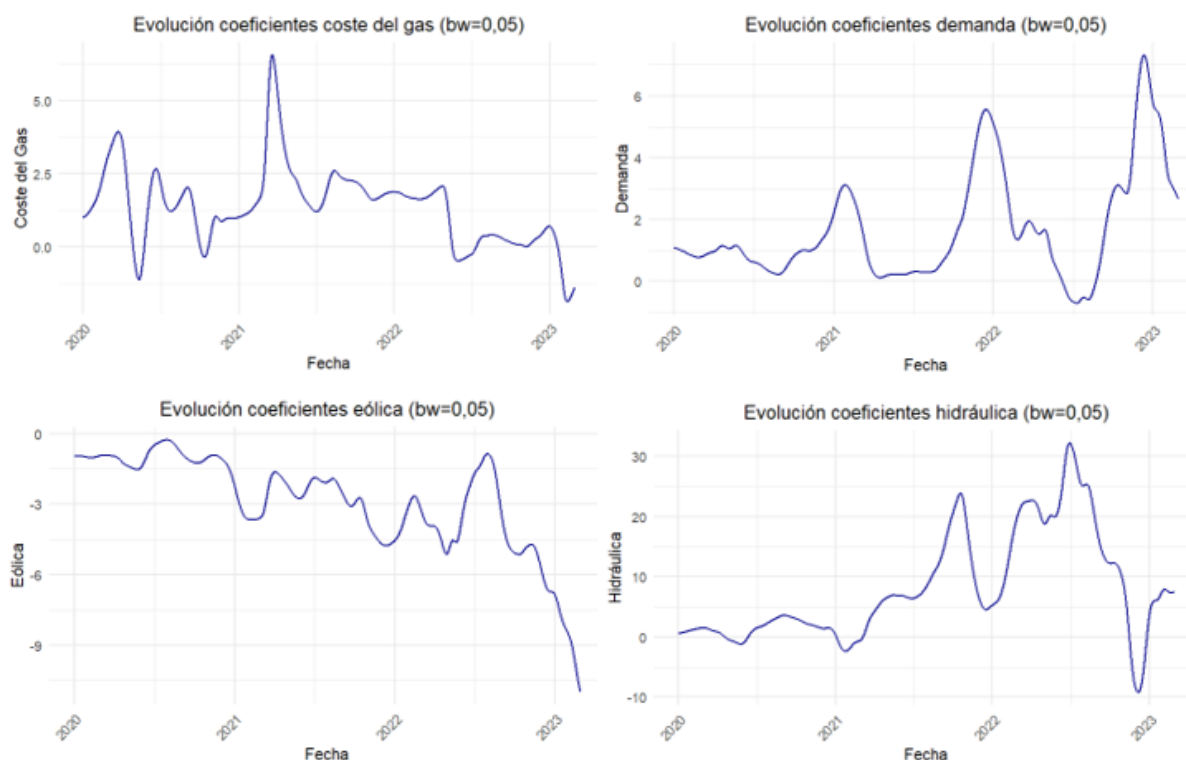 Evolución coeficientes coste del gas (bw=0,05)
5.0
2.5
0.0
Coste del Gas
2020
2021
2022
2023
Fecha
Evolución coeficientes demanda (bw=0,05)
6
4
2
0
Demanda
2020
2021
2022
2023
Fecha
Evolución coeficientes eólica (bw=0,05)
0
-3
-6
-9
Eólica
2020
2021
2022
2023
Fecha
Evolución coeficientes hidráulica (bw=0,05)
30
20
10
0
-10
Hidráulica
2020
2021
2022
2023
Fecha